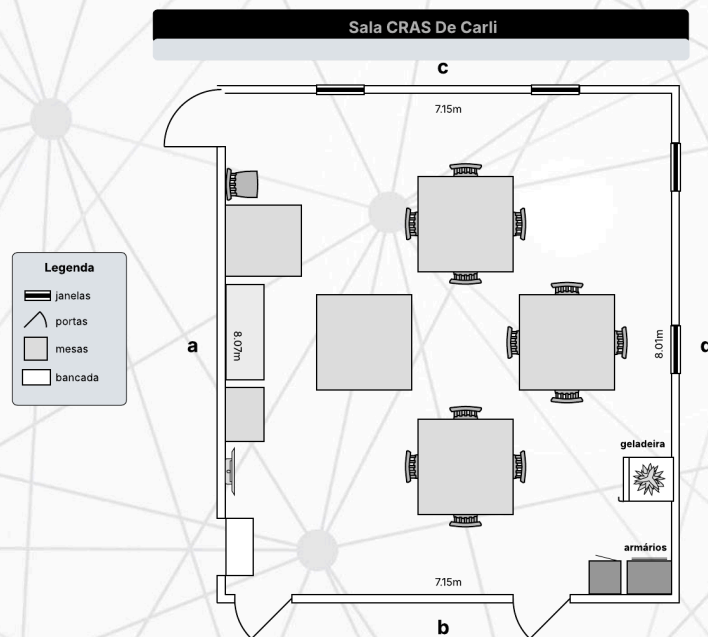 Sala CRAS De Carli
c
7.15m
Legenda
janelas
portas
mesas
bancada
a
8.07m
8.01m
d
geladeira
armários
7.15m
b